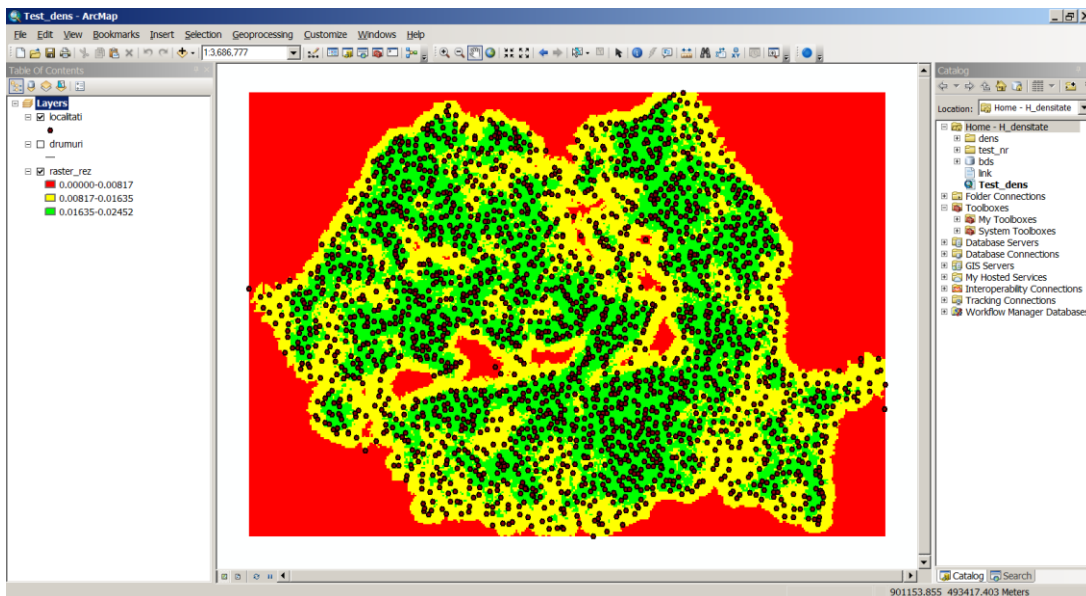 Test_dens - ArcMap
File Edit View Bookmarks Insert Selection Geoprocessing Customize Windows Help
1:3,686,777
Table Of Contents
Layers
localitati
drumuri
raster_rez
0.00000-0.00817
0.00817-0.01635
0.01635-0.02452
Catalog
Location: Home - H_densitate
Home - H_densitate
dens
test_nr
bds
link
Test_dens
Folder Connections
Toolboxes
My Toolboxes
System Toolboxes
Database Servers
Database Connections
GIS Servers
My Hosted Services
Interoperability Connections
Tracking Connections
Workflow Manager Databases
Catalog Search
901153.855 493417.403 Meters